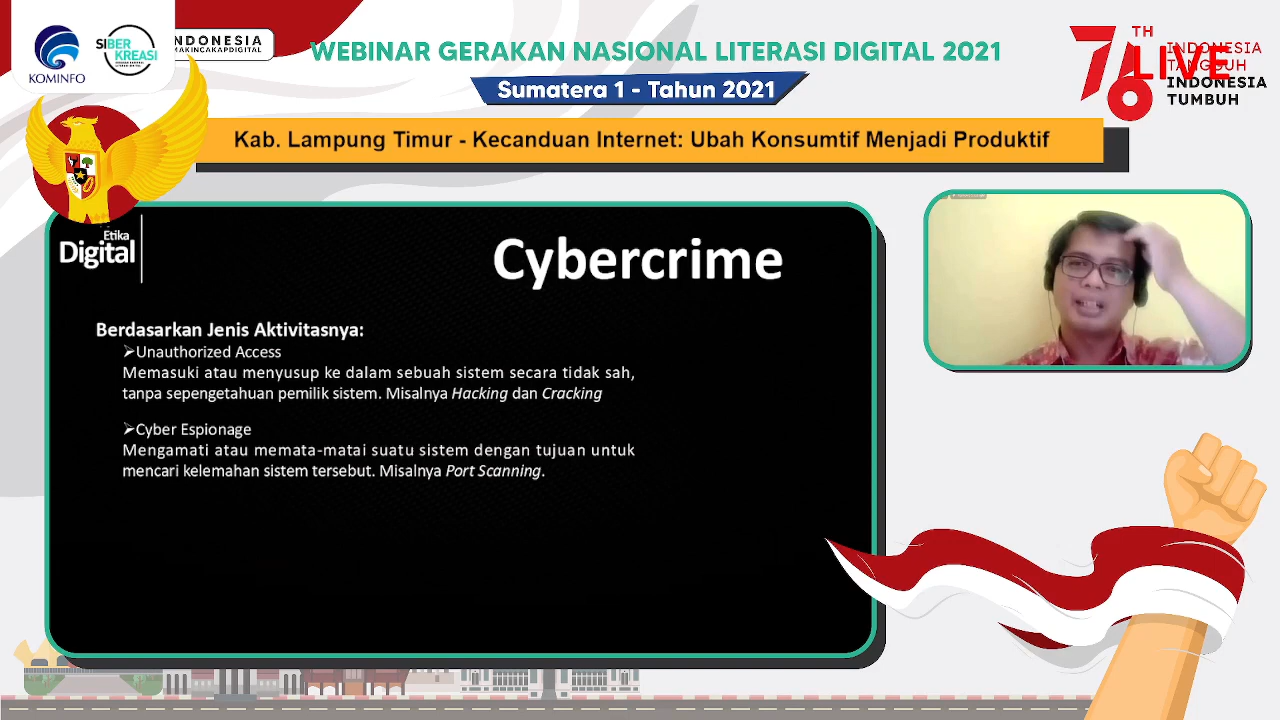 KOMINFO
SIBER
KREASI
INDONESIA
MAKINCAKAPDIGITAL
WEBINAR GERAKAN NASIONAL LITERASI DIGITAL 2021
Sumatera 1 - Tahun 2021
76 TH
INDONESIA
TANGGUH
INDONESIA
TUMBUH
LIVE
Kab. Lampung Timur - Kecanduan Internet: Ubah Konsumtif Menjadi Produktif
Etika
Digital
Cybercrime
Berdasarkan Jenis Aktivitasnya:
➢Unauthorized Access
Memasuki atau menyusup ke dalam sebuah sistem secara tidak sah,
tanpa sepengetahuan pemilik sistem. Misalnya Hacking dan Cracking
➢Cyber Espionage
Mengamati atau memata-matai suatu sistem dengan tujuan untuk
mencari kelemahan sistem tersebut. Misalnya Port Scanning.